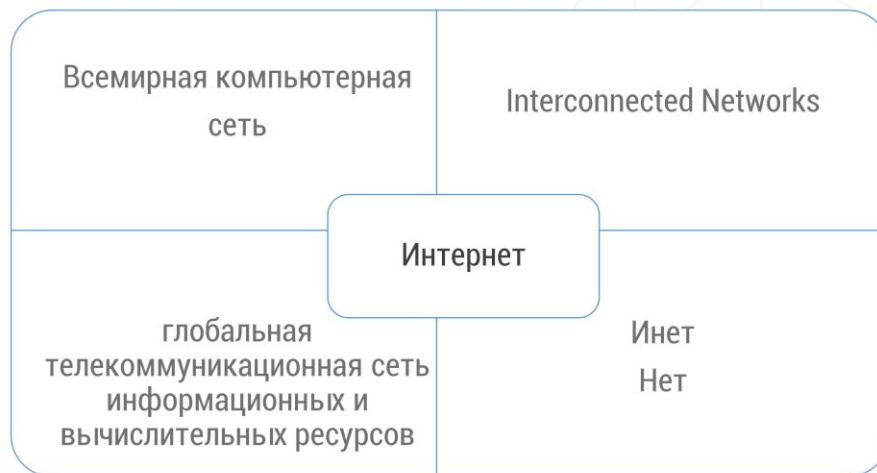 Всемирная компьютерная
сеть
Interconnected Networks
Интернет
глобальная
телекоммуникационная сеть
информационных и
вычислительных ресурсов
Инет
Нет